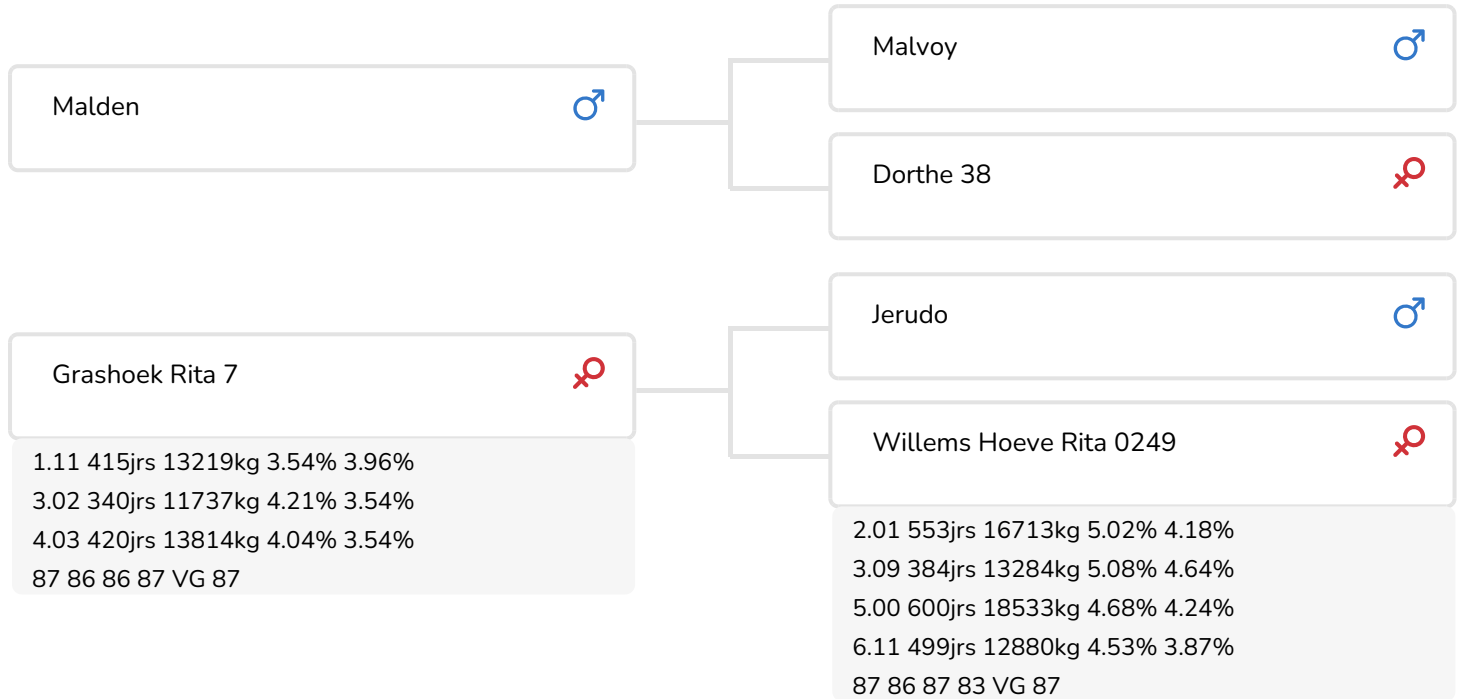 Malden
Malvoy
Dorthe 38
Grashoek Rita 7
1.11 415jrs 13219kg 3.54% 3.96%
3.02 340jrs 11737kg 4.21% 3.54%
4.03 420jrs 13814kg 4.04% 3.54%
87 86 86 87 VG 87
Jerudo
Willems Hoeve Rita 0249
2.01 553jrs 16713kg 5.02% 4.18%
3.09 384jrs 13284kg 5.08% 4.64%
5.00 600jrs 18533kg 4.68% 4.24%
6.11 499jrs 12880kg 4.53% 3.87%
87 86 87 83 VG 87